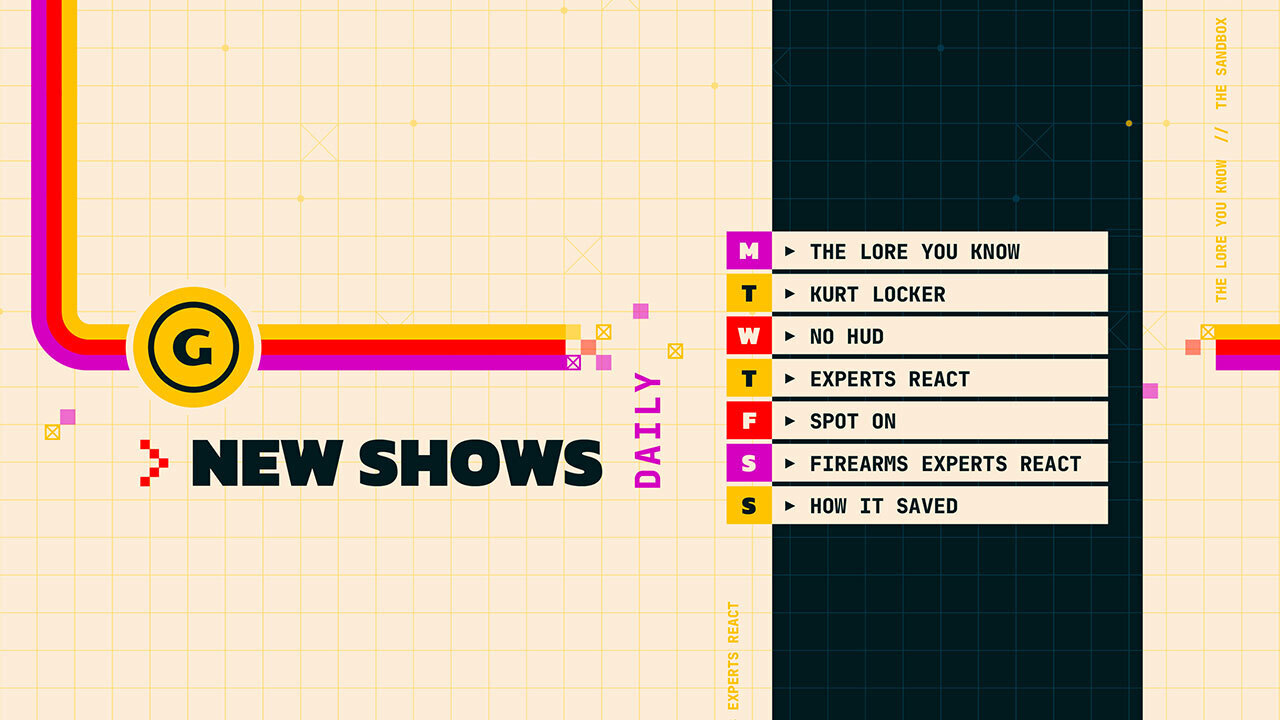 G
NEW SHOWS
DAILY
M ▶ THE LORE YOU KNOW
T ▶ KURT LOCKER
W ▶ NO HUD
T ▶ EXPERTS REACT
F ▶ SPOT ON
S ▶ FIREARMS EXPERTS REACT
S ▶ HOW IT SAVED
EXPERTS REACT
THE LORE YOU KNOW // THE SANDBOX